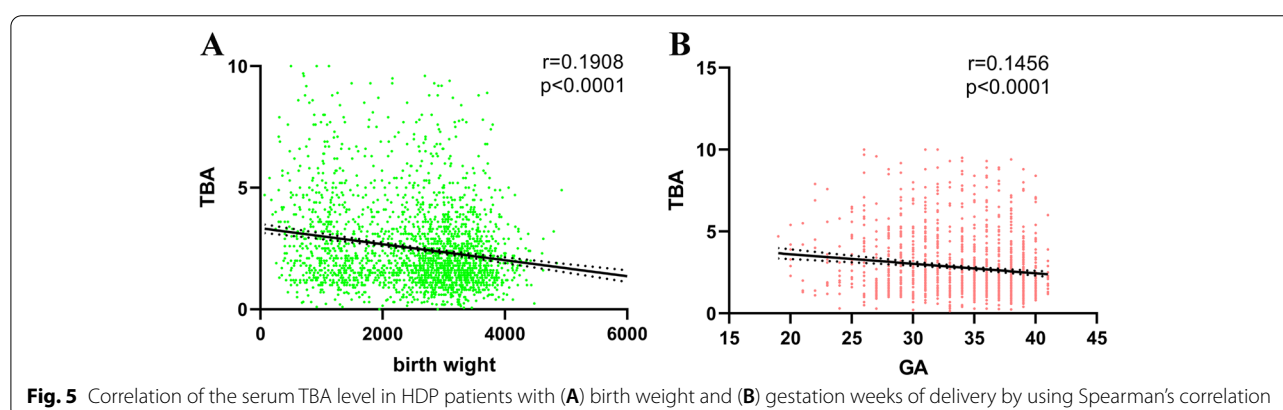 A
r=0.1908
p<0.0001
10
5
0
TBA
0 2000 4000 6000
birth wight
B
r=0.1456
p<0.0001
15
10
5
0
TBA
15 20 25 30 35 40 45
GA
Fig. 5 Correlation of the serum TBA level in HDP patients with (A) birth weight and (B) gestation weeks of delivery by using Spearman's correlation